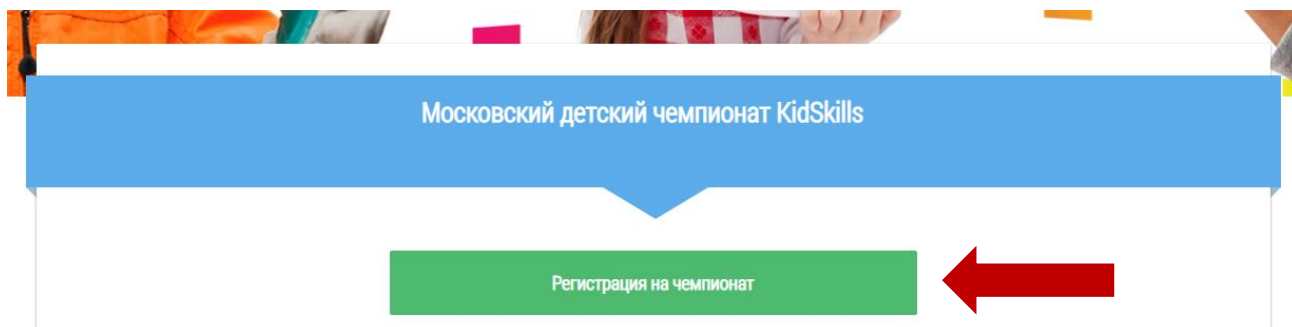 Московский детский чемпионат KidSkills
Регистрация на чемпионат